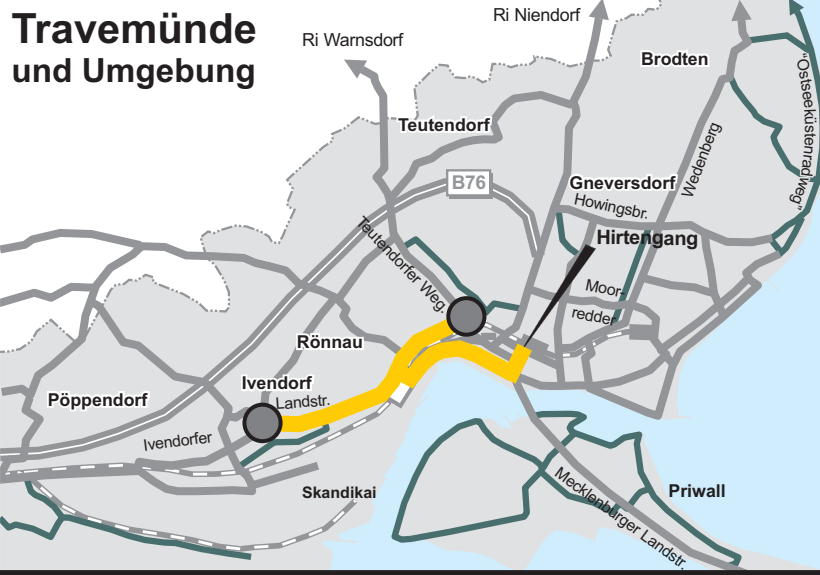 Travemünde
und Umgebung
Ri Warnsdorf
Ri Niendorf
Brodten
"Ostseeküstenradweg"
Teutendorf
Wedenberg
B76
Gneversdorf
Howingsbr.
Teutendorfer Weg.
Hirtengang
Moor-
redder
Rönnau
Ivendorf
Landstr.
Pöppendorf
Ivendorfer
Skandikai
Mecklenburger Landstr.
Priwall